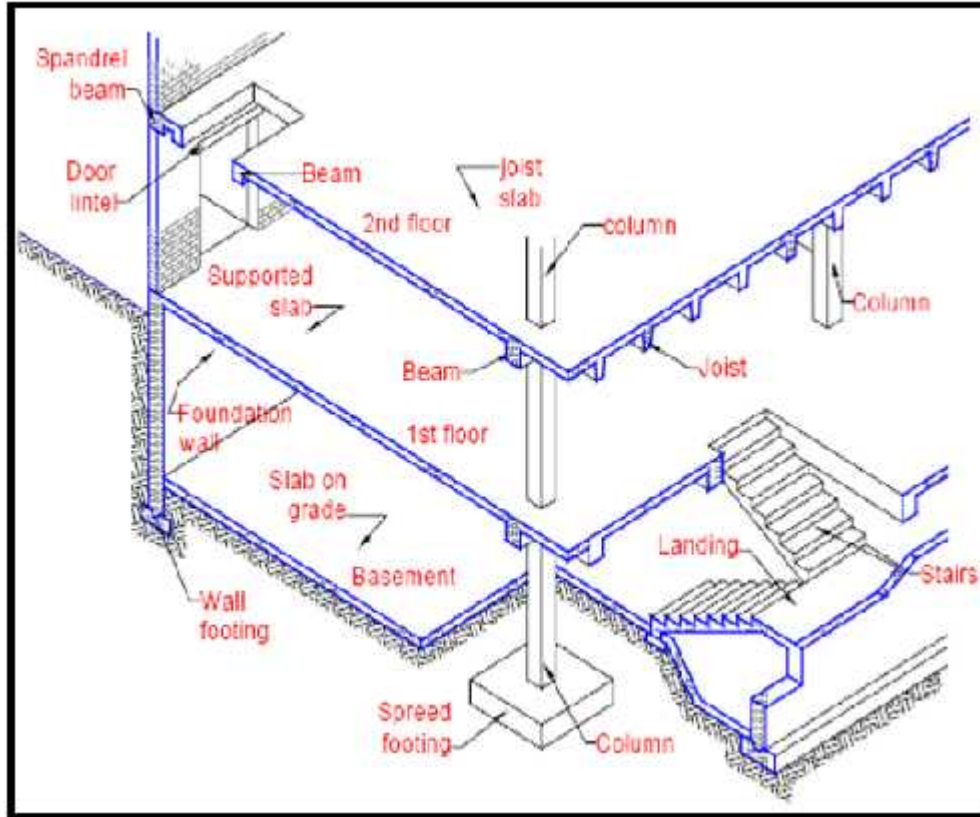 Spandrel
beam
Door
lintel
Beam
joist
slab
2nd floor
column
Supported
slab
Column
Beam
Joist
Foundation
wall
1st floor
Slab on
grade
Landing
Stairs
Basement
Wall
footing
Spreed
footing
Column